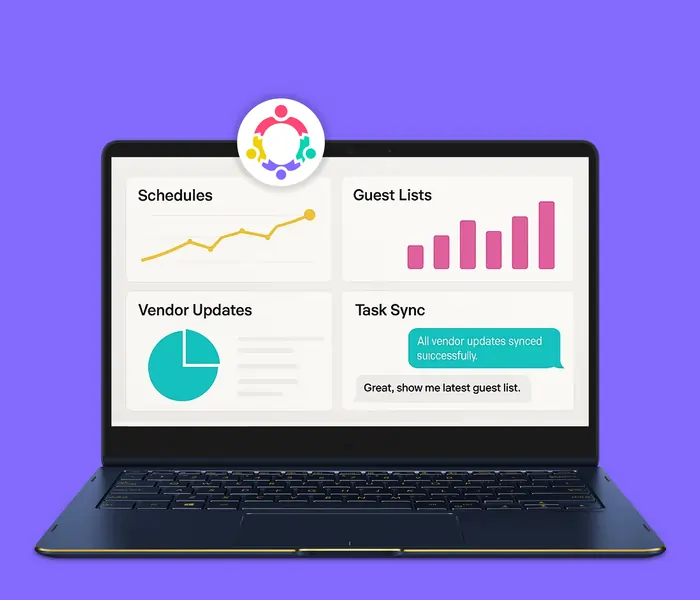 Schedules
Guest Lists
Vendor Updates
Task Sync
All vendor updates synced
successfully.
Great, show me latest guest list.